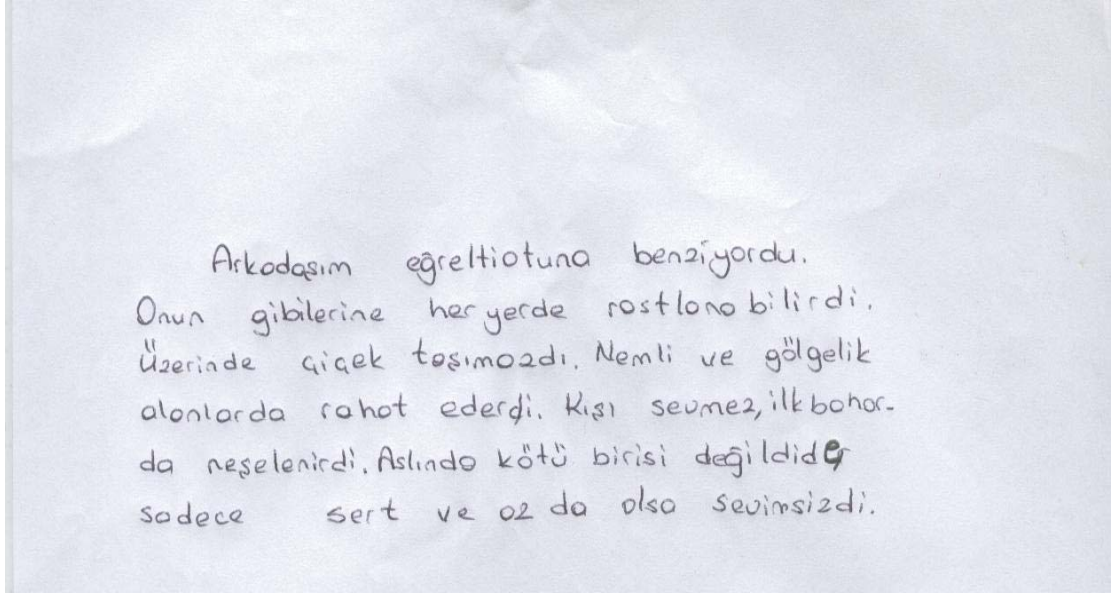 Arkadaşım eğreltiotuna benziyordu.
Onun gibilerine her yerde rastlanabilirdi.
Üzerinde çiçek taşımazdı. Nemli ve gölgelik
alanlarda rahat ederdi. Kışı sevmez, ilkbahar-
da neşelenirdi. Aslında kötü birisi değildide
sadece sert ve az da olsa sevimsizdi.